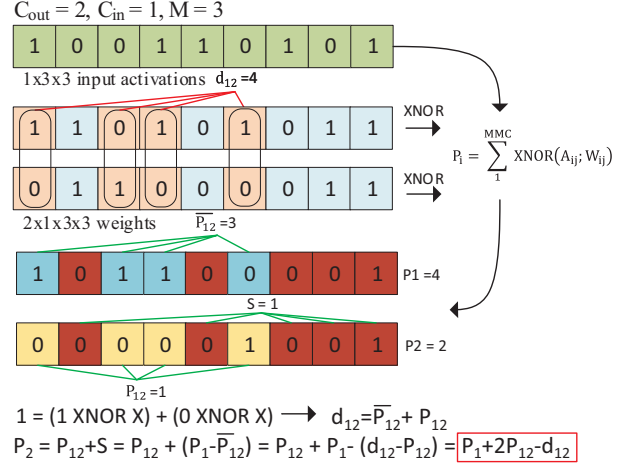 C_out = 2, C_in = 1, M = 3
1 0 0 1 1 0 1 0 1
1x3x3 input activations d₁₂=4
1 1 0 1 0 1 0 1 1 XNOR
P_i = ∑_1^MMC XNOR(A_ij; W_ij)
0 1 1 0 0 0 0 1 1 XNOR
2x1x3x3 weights P̅₁₂ =3
1 0 1 1 0 0 0 0 1 P1=4
S = 1
0 0 0 0 0 1 0 0 1 P2 = 2
P₁₂ =1
1 = (1 XNOR X) + (0 XNOR X) → d₁₂=P̅₁₂+ P₁₂
P₂ = P₁₂+S = P₁₂ + (P₁-P̅₁₂) = P₁₂ + P₁- (d₁₂-P₁₂) = P₁+2P₁₂-d₁₂